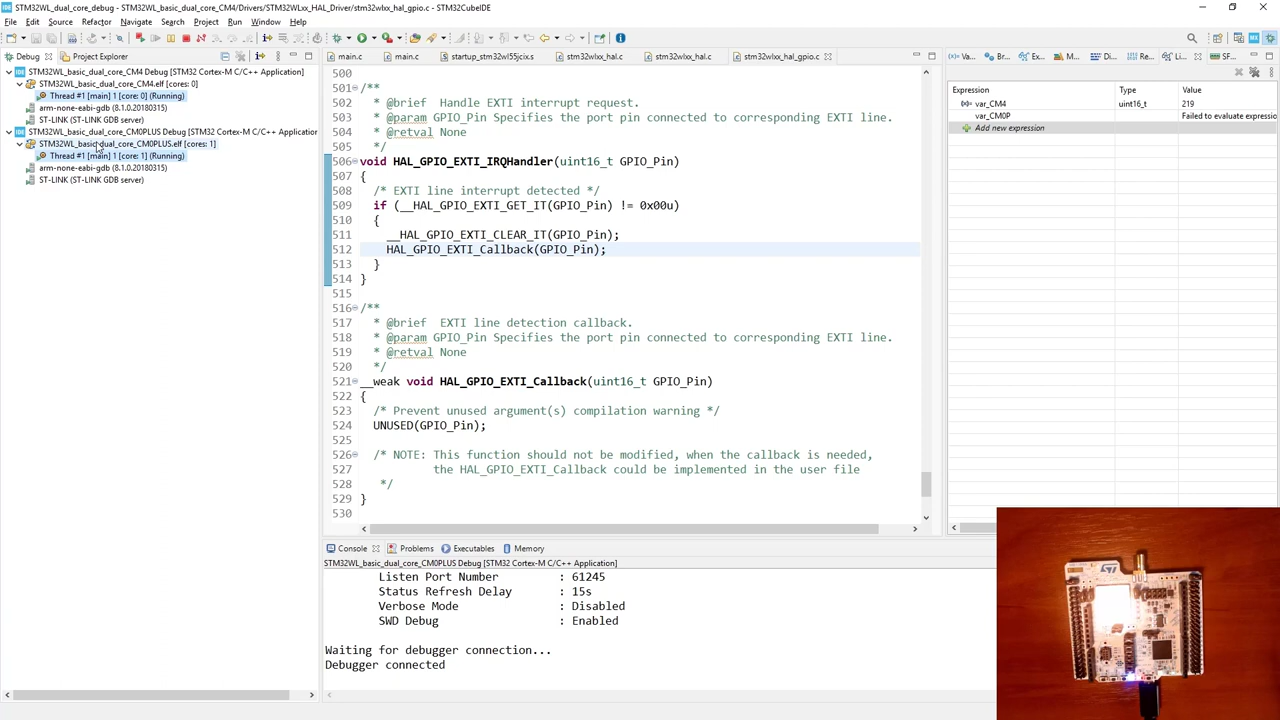 STM32WL_dual_core_debug - STM32WL_basic_dual_core_CM4/Drivers/STM32WLxx_HAL_Driver/stm32wlxx_hal_gpio.c - STM32CubeIDE
File Edit Source Refactor Navigate Search Project Run Window Help
Debug
Project Explorer
STM32WL_basic_dual_core_CM4 Debug [STM32 Cortex-M C/C++ Application]
STM32WL_basic_dual_core_CM4.elf [cores: 0]
Thread #1 [main] 1 [core: 0] (Running)
arm-none-eabi-gdb (8.1.0.20180315)
ST-LINK (ST-LINK GDB server)
STM32WL_basic_dual_core_CM0PLUS Debug [STM32 Cortex-M C/C++ Application
STM32WL_basic_dual_core_CM0PLUS.elf [cores: 1]
Thread #1 [main] 1 [core: 1] (Running)
arm-none-eabi-gdb (8.1.0.20180315)
ST-LINK (ST-LINK GDB server)
main.c main.c startup_stm32wl55jcix.s stm32wlxx_hal.c stm32wlxx_hal.c stm32wlxx_hal_gpio.c
500
501 /**
502 * @brief Handle EXTI interrupt request.
503 * @param GPIO_Pin Specifies the port pin connected to corresponding EXTI line.
504 * @retval None
505 */
506 void HAL_GPIO_EXTI_IRQHandler(uint16_t GPIO_Pin)
507 {
508 /* EXTI line interrupt detected */
509 if (__HAL_GPIO_EXTI_GET_IT(GPIO_Pin) != 0x00u)
510 {
511 __HAL_GPIO_EXTI_CLEAR_IT(GPIO_Pin);
512 HAL_GPIO_EXTI_Callback(GPIO_Pin);
513 }
514 }
515
516 /**
517 * @brief EXTI line detection callback.
518 * @param GPIO_Pin Specifies the port pin connected to corresponding EXTI line.
519 * @retval None
520 */
521 __weak void HAL_GPIO_EXTI_Callback(uint16_t GPIO_Pin)
522 {
523 /* Prevent unused argument(s) compilation warning */
524 UNUSED(GPIO_Pin);
525
526 /* NOTE: This function should not be modified, when the callback is needed,
527 the HAL_GPIO_EXTI_Callback could be implemented in the user file
528 */
529 }
530
Va... Br... Ex... M... Di... Re... Li... SF...
Expression Type Value
var_CM4 uint16_t 219
var_CM0P Failed to evaluate expressio
Add new expression
Console Problems Executables Memory
STM32WL_basic_dual_core_CM0PLUS Debug [STM32 Cortex-M C/C++ Application]
Listen Port Number : 61245
Status Refresh Delay : 15s
Verbose Mode : Disabled
SWD Debug : Enabled
Waiting for debugger connection...
Debugger connected
ST